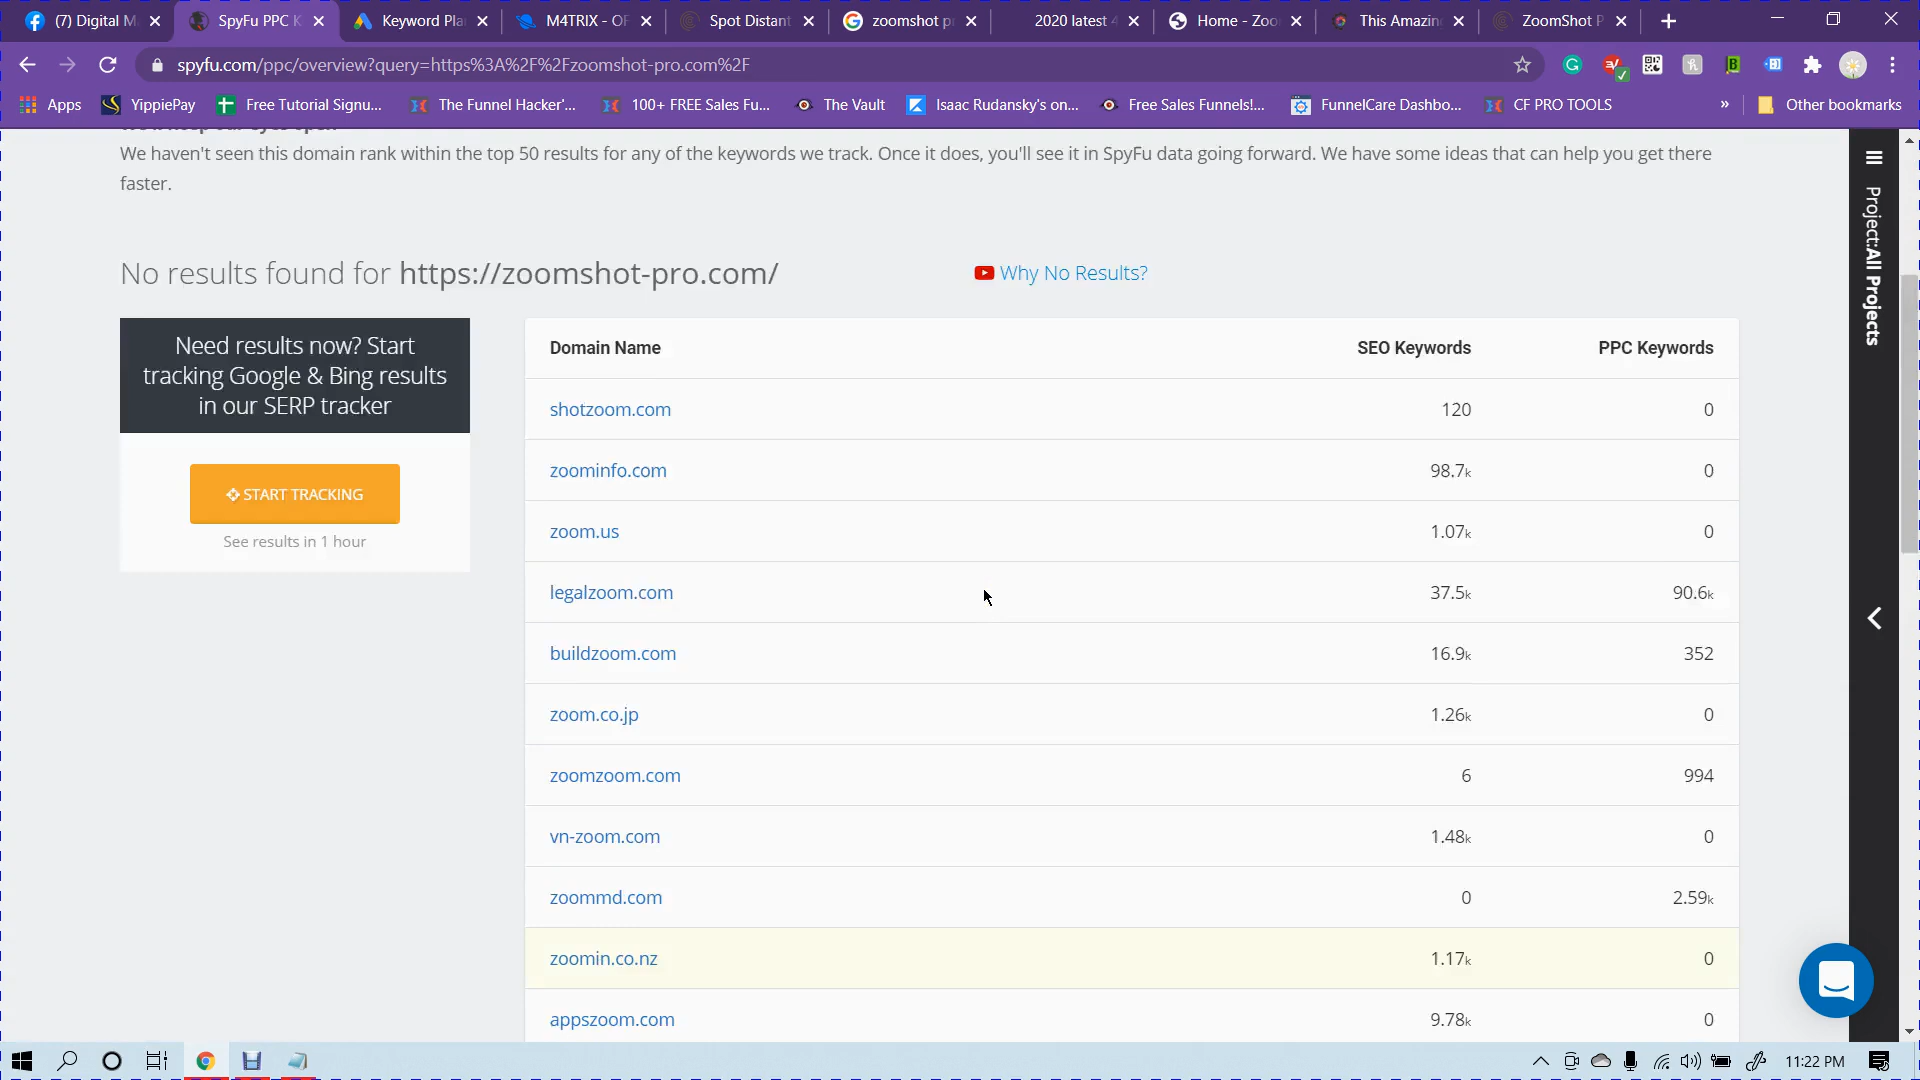 (7) Digital M
SpyFu PPC K
Keyword Pla
M4TRIX - OF
Spot Distant
zoomshot p
2020 latest 4
Home - Zoo
This Amazin
ZoomShot P
spyfu.com/ppc/overview?query=https%3A%2F%2Fzoomshot-pro.com%2F
Apps
YippiePay
Free Tutorial Signu...
The Funnel Hacker'...
100+ FREE Sales Fu...
The Vault
Isaac Rudansky's on...
Free Sales Funnels!...
FunnelCare Dashbo...
CF PRO TOOLS
»
Other bookmarks
We haven't seen this domain rank within the top 50 results for any of the keywords we track. Once it does, you'll see it in SpyFu data going forward. We have some ideas that can help you get there
faster.
No results found for https://zoomshot-pro.com/
Why No Results?
Need results now? Start
tracking Google & Bing results
in our SERP tracker
START TRACKING
See results in 1 hour
Domain Name SEO Keywords PPC Keywords
shotzoom.com 120 0
zoominfo.com 98.7k 0
zoom.us 1.07k 0
legalzoom.com 37.5k 90.6k
buildzoom.com 16.9k 352
zoom.co.jp 1.26k 0
zoomzoom.com 6 994
vn-zoom.com 1.48k 0
zoommd.com 0 2.59k
zoomin.co.nz 1.17k 0
appszoom.com 9.78k 0
Project:All Projects
11:22 PM